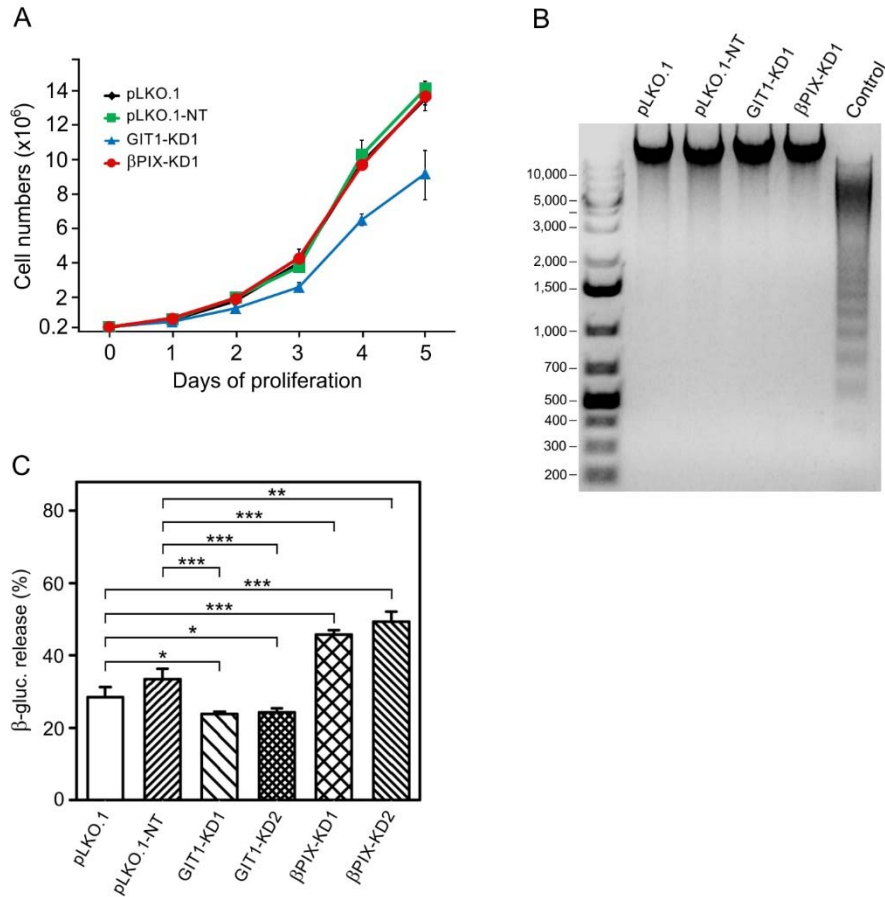 A
Cell numbers (x10⁶)
14
12
10
8
6
4
2
0.2
pLKO.1
pLKO.1-NT
GIT1-KD1
βPIX-KD1
0 1 2 3 4 5
Days of proliferation
B
pLKO.1 pLKO.1-NT GIT1-KD1 βPIX-KD1 Control
10,000
5,000
3,000
2,000
1,500
1,000
700
500
400
300
200
C
β-gluc. release (%)
80
60
40
20
0
**
***
***
***
***
***
*
*
pLKO.1 pLKO.1-NT GIT1-KD1 GIT1-KD2 βPIX-KD1 βPIX-KD2